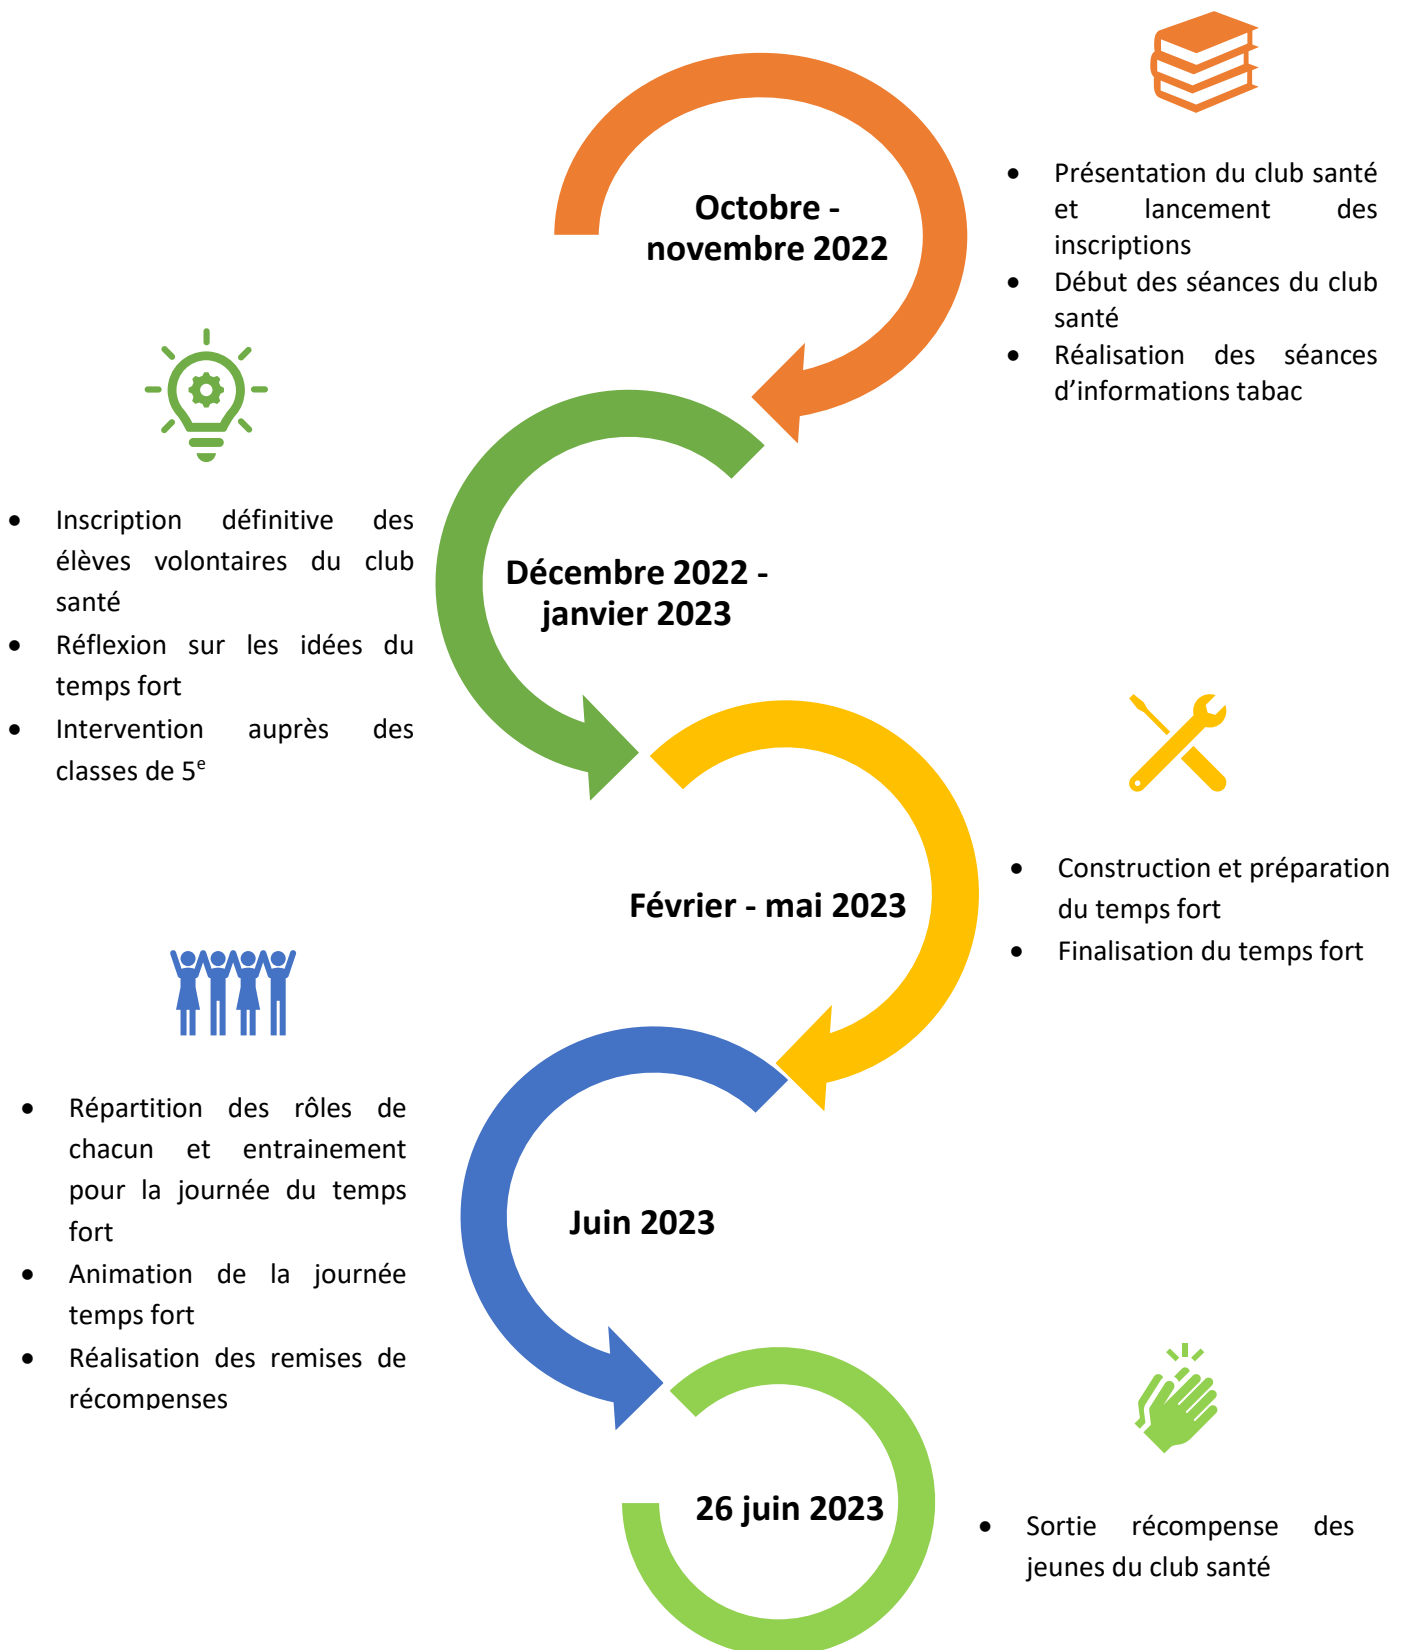 Octobre -
novembre 2022
• Présentation du club santé
et lancement des
inscriptions
• Début des séances du club
santé
• Réalisation des séances
d’informations tabac
Décembre 2022 -
janvier 2023
• Inscription définitive des
élèves volontaires du club
santé
• Réflexion sur les idées du
temps fort
• Intervention auprès des
classes de 5e
Février - mai 2023
• Construction et préparation
du temps fort
• Finalisation du temps fort
Juin 2023
• Répartition des rôles de
chacun et entrainement
pour la journée du temps
fort
• Animation de la journée
temps fort
• Réalisation des remises de
récompenses
26 juin 2023
• Sortie récompense des
jeunes du club santé